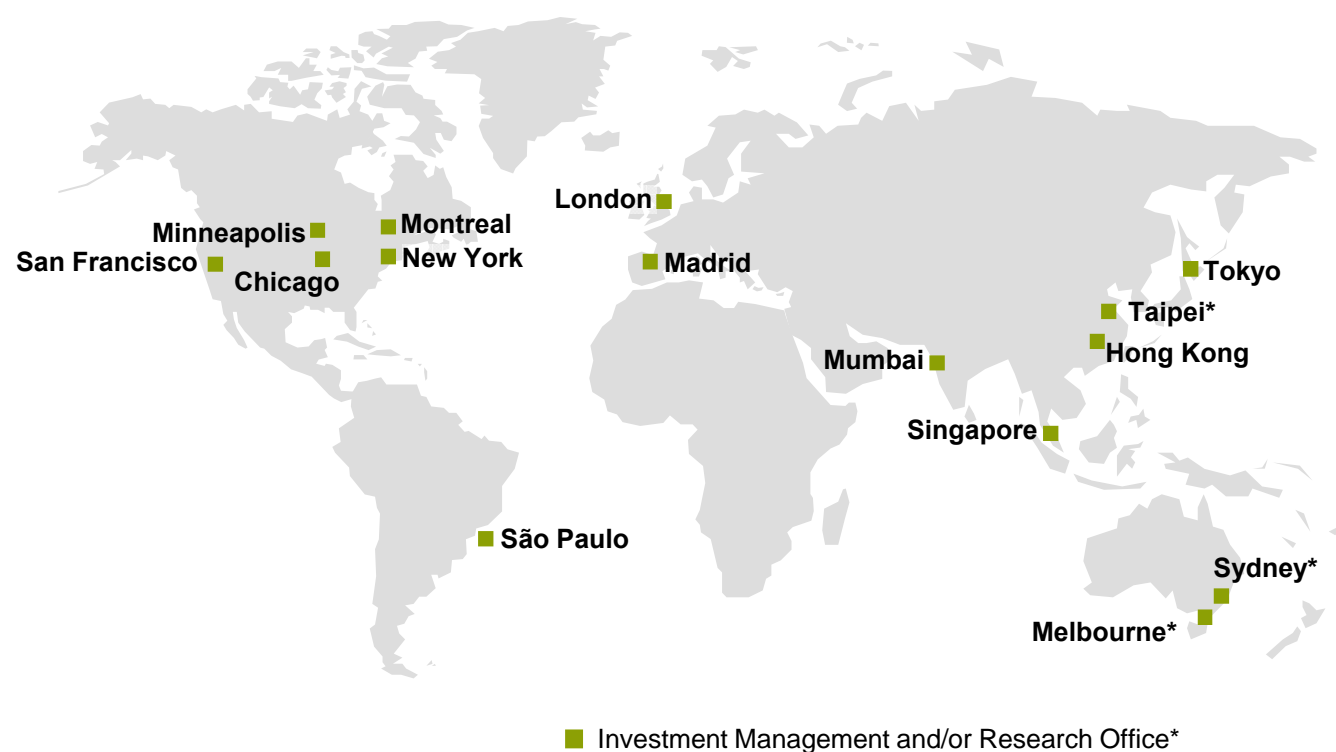 London
Minneapolis
Montreal
San Francisco
New York
Chicago
Madrid
Tokyo
Taipei*
Hong Kong
Mumbai
Singapore
São Paulo
Sydney*
Melbourne*
Investment Management and/or Research Office*